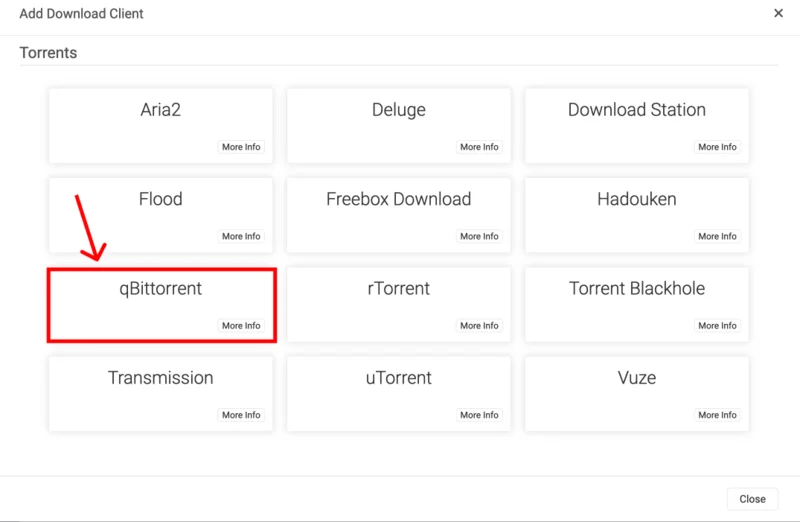 Add Download Client
Torrents
Aria2
More Info
Deluge
More Info
Download Station
More Info
Flood
More Info
Freebox Download
More Info
Hadouken
More Info
qBittorrent
More Info
rTorrent
More Info
Torrent Blackhole
More Info
Transmission
More Info
uTorrent
More Info
Vuze
More Info
Close